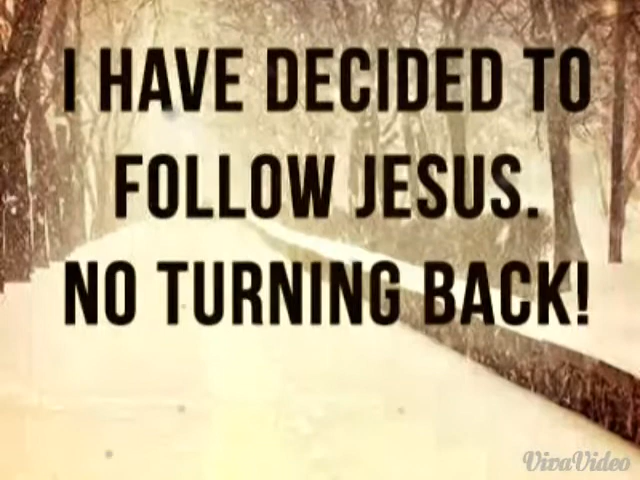 I HAVE DECIDED TO
FOLLOW JESUS.
NO TURNING BACK!
VivaVideo